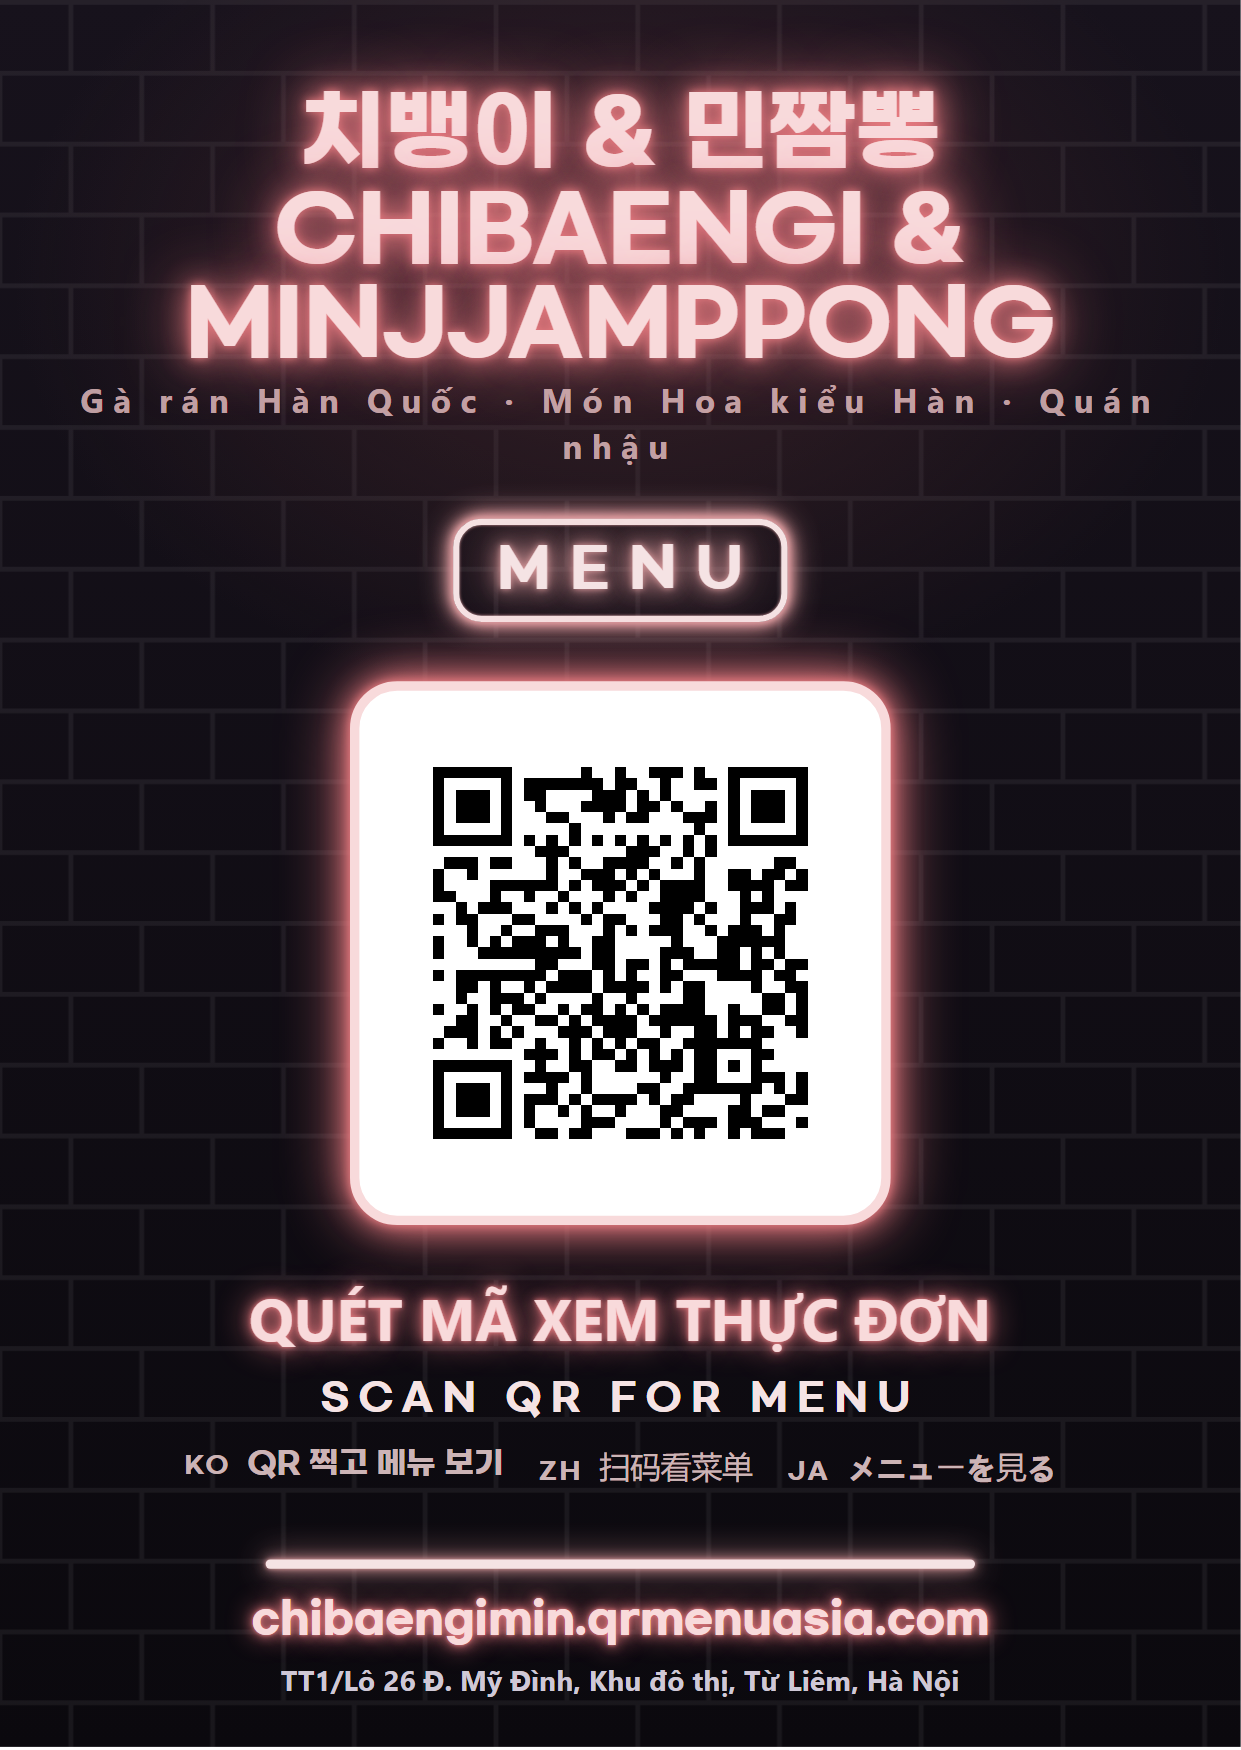 치뱅이 & 민짬뽕
CHIBAENGI &
MINJJAMPPONG
Gà rán Hàn Quốc · Món Hoa kiểu Hàn · Quán
nhậu
MENU
QUÉT MÃ XEM THỰC ĐƠN
SCAN QR FOR MENU
KO QR 찍고 메뉴 보기 ZH 扫码看菜单 JA メニューを見る
chibaengimin.qrmenuasia.com
TT1/Lô 26 Đ. Mỹ Đình, Khu đô thị, Từ Liêm, Hà Nội